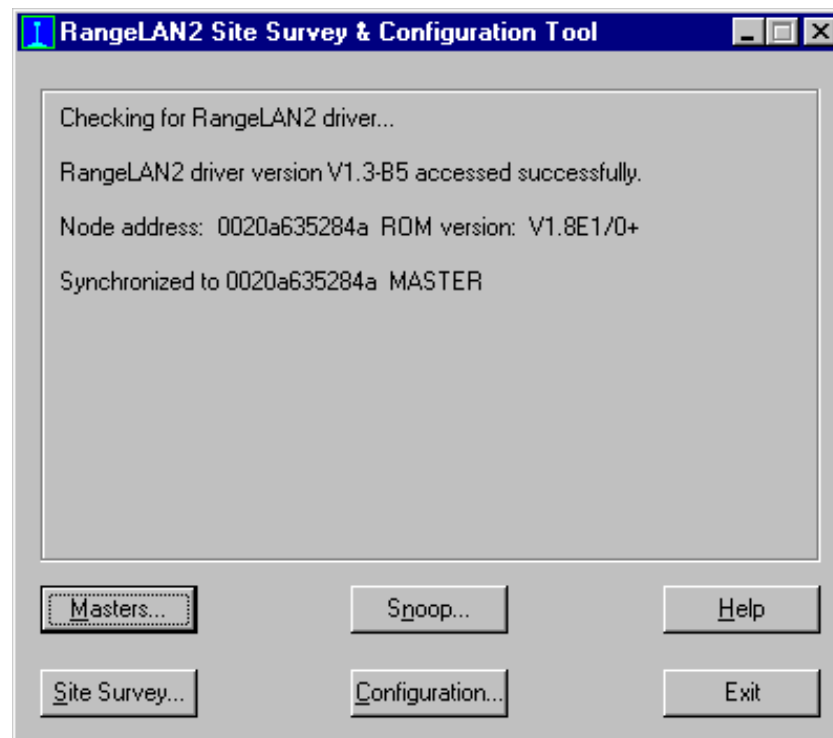 RangeLAN2 Site Survey & Configuration Tool
Checking for RangeLAN2 driver...
RangeLAN2 driver version V1.3-B5 accessed successfully.
Node address:  0020a635284a  ROM version:  V1.8E1/0+
Synchronized to 0020a635284a  MASTER
Masters... Snoop... Help
Site Survey... Configuration... Exit